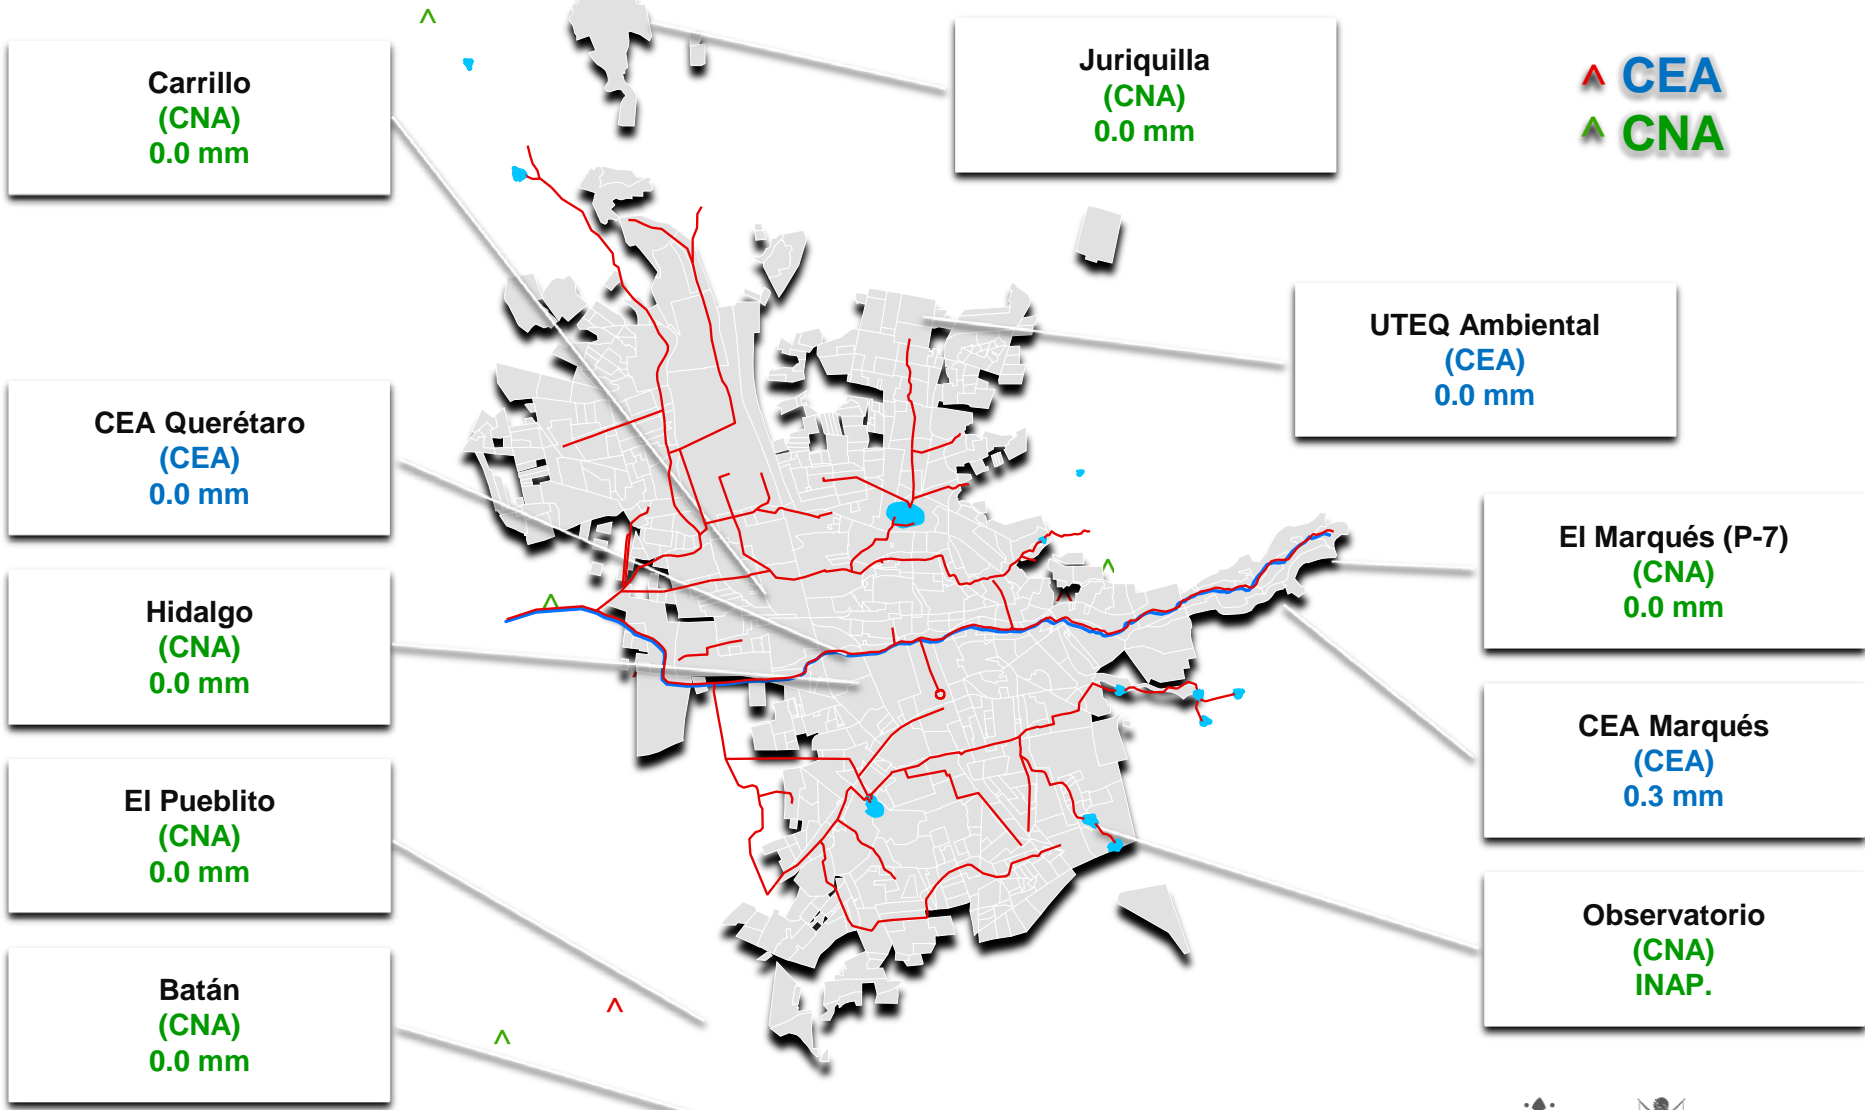 Carrillo
(CNA)
0.0 mm
Juriquilla
(CNA)
0.0 mm
CEA
CNA
UTEQ Ambiental
(CEA)
0.0 mm
CEA Querétaro
(CEA)
0.0 mm
El Marqués (P-7)
(CNA)
0.0 mm
Hidalgo
(CNA)
0.0 mm
CEA Marqués
(CEA)
0.3 mm
El Pueblito
(CNA)
0.0 mm
Observatorio
(CNA)
INAP.
Batán
(CNA)
0.0 mm